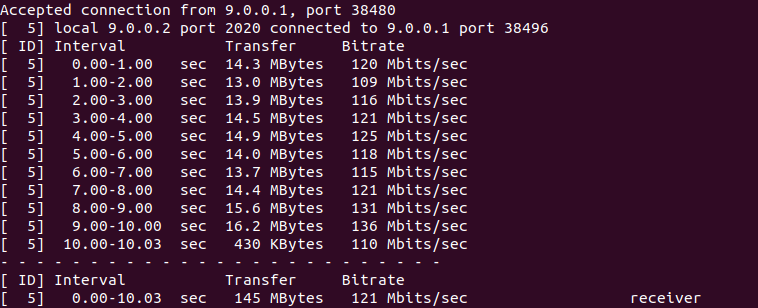 Accepted connection from 9.0.0.1, port 38480
[  5] local 9.0.0.2 port 2020 connected to 9.0.0.1 port 38496
[ ID] Interval           Transfer     Bitrate
[  5]   0.00-1.00   sec  14.3 MBytes   120 Mbits/sec
[  5]   1.00-2.00   sec  13.0 MBytes   109 Mbits/sec
[  5]   2.00-3.00   sec  13.9 MBytes   116 Mbits/sec
[  5]   3.00-4.00   sec  14.5 MBytes   121 Mbits/sec
[  5]   4.00-5.00   sec  14.9 MBytes   125 Mbits/sec
[  5]   5.00-6.00   sec  14.0 MBytes   118 Mbits/sec
[  5]   6.00-7.00   sec  13.7 MBytes   115 Mbits/sec
[  5]   7.00-8.00   sec  14.4 MBytes   121 Mbits/sec
[  5]   8.00-9.00   sec  15.6 MBytes   131 Mbits/sec
[  5]   9.00-10.00  sec  16.2 MBytes   136 Mbits/sec
[  5]  10.00-10.03  sec   430 KBytes   110 Mbits/sec
- - - - - - - - - - - - - - - - - - - - - - - - -
[ ID] Interval           Transfer     Bitrate
[  5]   0.00-10.03  sec   145 MBytes   121 Mbits/sec                  receiver